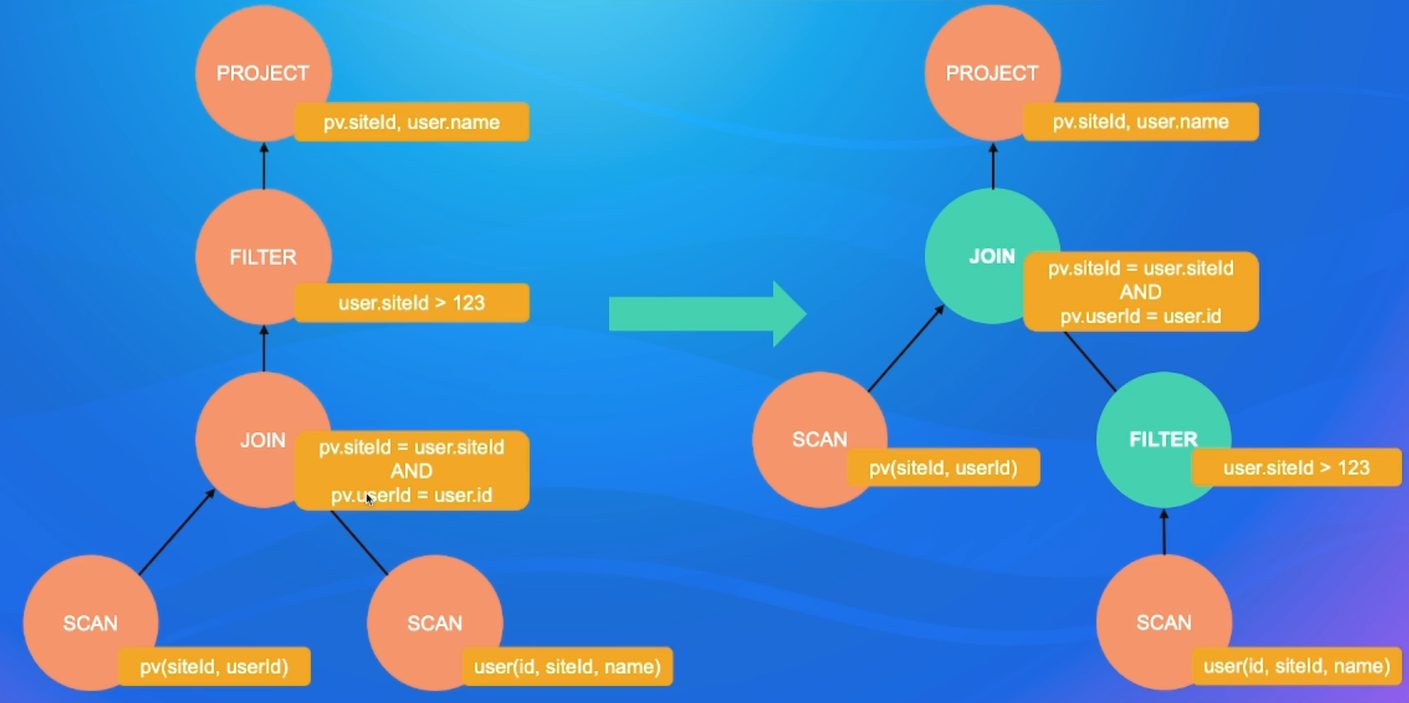 PROJECT
pv.siteId, user.name
FILTER
user.siteId > 123
JOIN
pv.siteId = user.siteId
AND
pv.userId = user.id
SCAN
pv(siteId, userId)
SCAN
user(id, siteId, name)
PROJECT
pv.siteId, user.name
JOIN
pv.siteId = user.siteId
AND
pv.userId = user.id
SCAN
pv(siteId, userId)
FILTER
user.siteId > 123
SCAN
user(id, siteId, name)